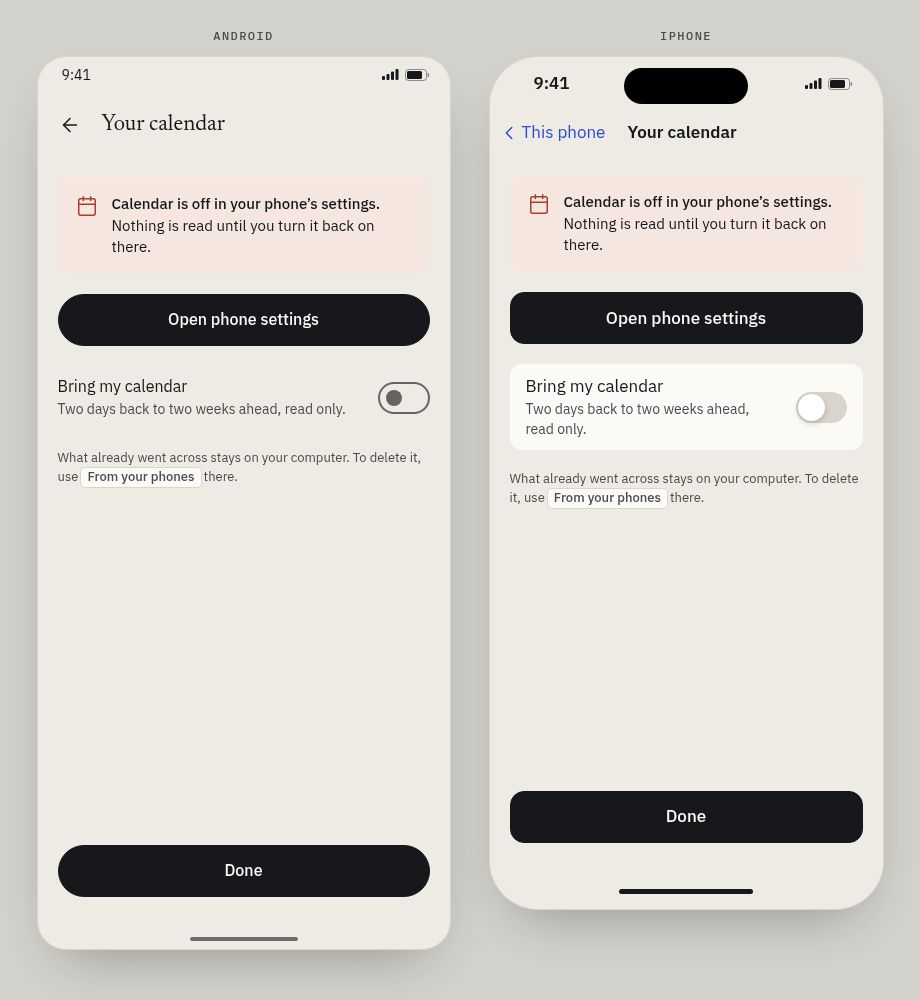 ANDROID
9:41
Your calendar
Calendar is off in your phone’s settings.
Nothing is read until you turn it back on
there.
Open phone settings
Bring my calendar
Two days back to two weeks ahead, read only.
What already went across stays on your computer. To delete it,
use From your phones there.
Done
IPHONE
9:41
This phone
Your calendar
Calendar is off in your phone’s settings.
Nothing is read until you turn it back on
there.
Open phone settings
Bring my calendar
Two days back to two weeks ahead,
read only.
What already went across stays on your computer. To delete
it, use From your phones there.
Done